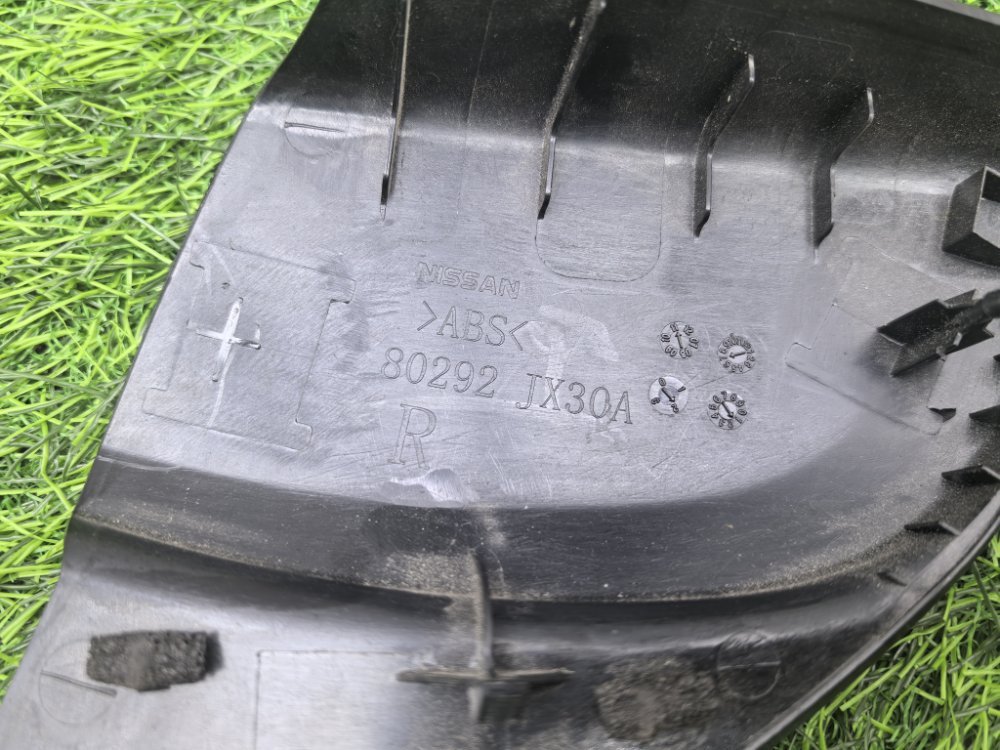 NISSAN
>ABS<
80292 JX30A
R